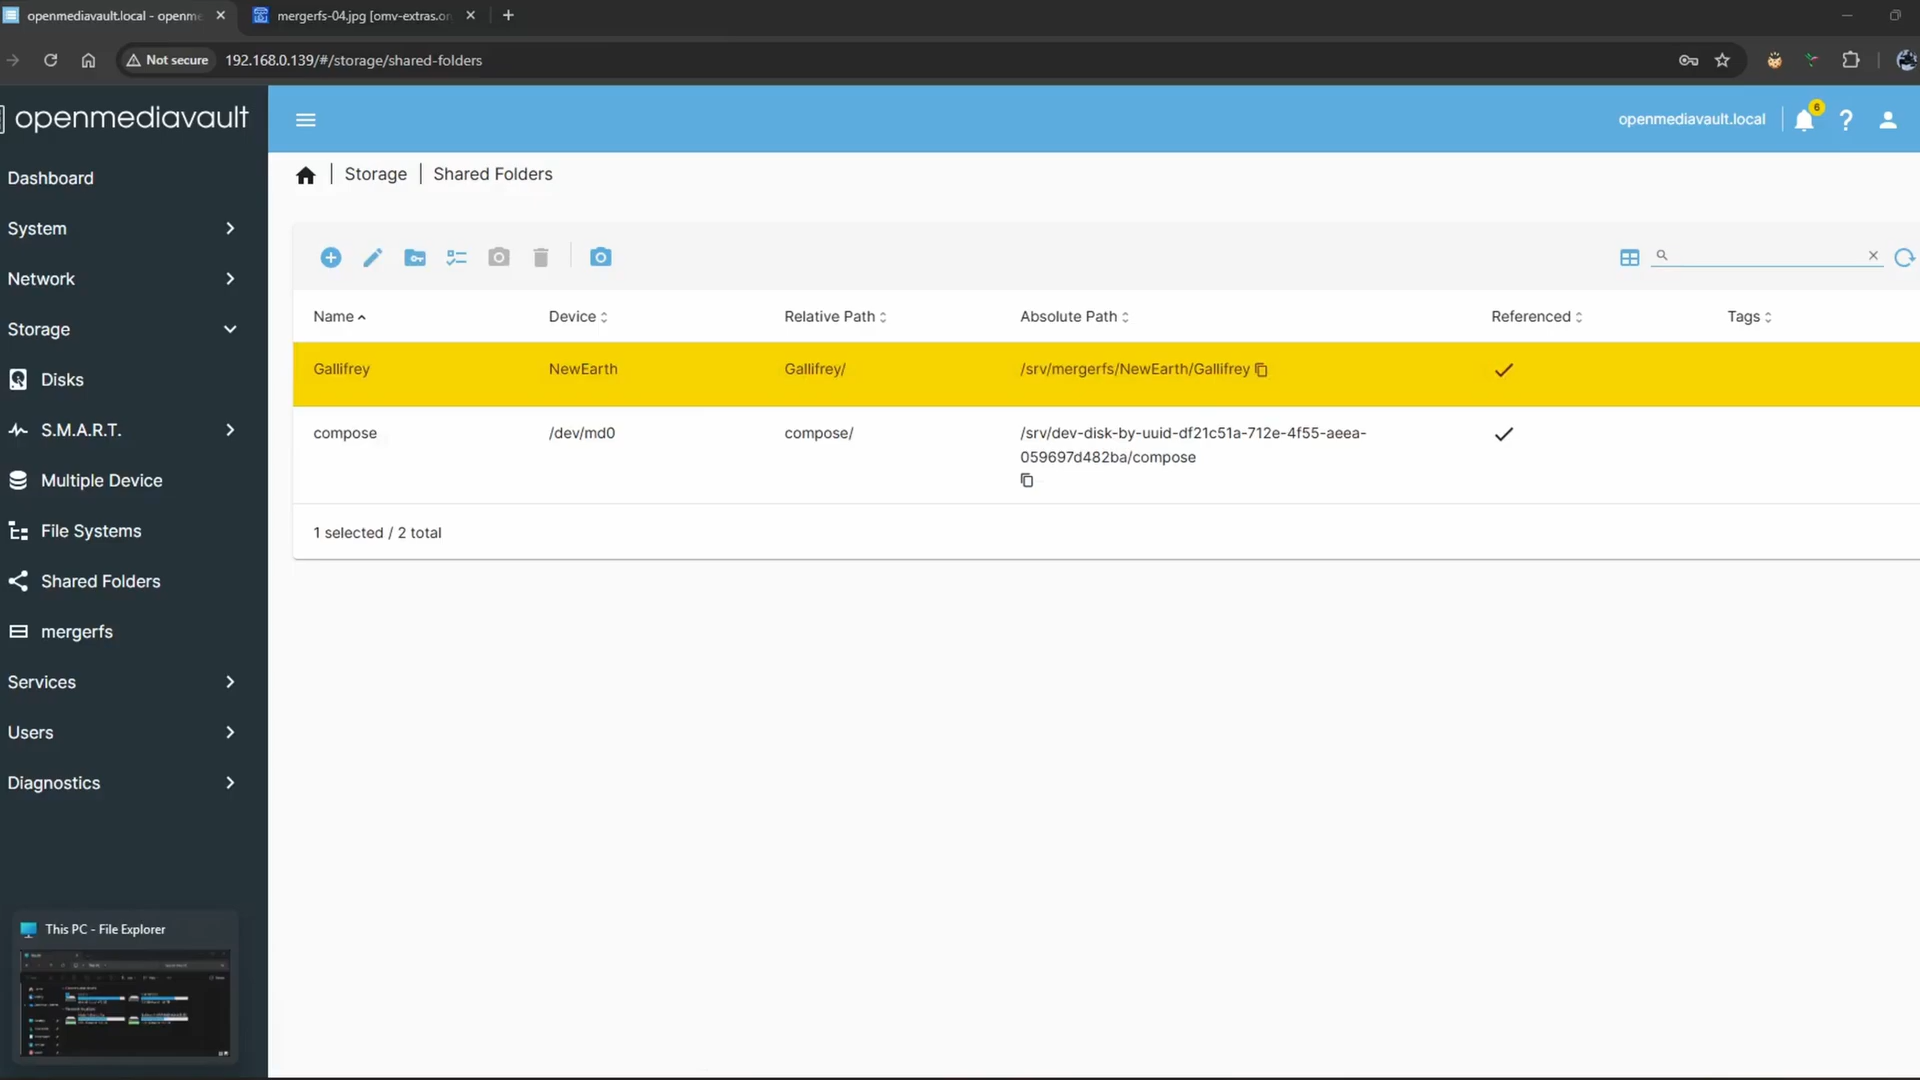 openmediavault.local - openme
mergerfs-04.jpg [omv-extras.or
Not secure
192.168.0.139/#/storage/shared-folders
openmediavault
openmediavault.local
6
Dashboard
System
Network
Storage
Disks
S.M.A.R.T.
Multiple Device
File Systems
Shared Folders
mergerfs
Services
Users
Diagnostics
Storage | Shared Folders
Name Device Relative Path Absolute Path Referenced Tags
Gallifrey NewEarth Gallifrey/ /srv/mergerfs/NewEarth/Gallifrey
compose /dev/md0 compose/ /srv/dev-disk-by-uuid-df21c51a-712e-4f55-aeea-
059697d482ba/compose
1 selected / 2 total
This PC - File Explorer